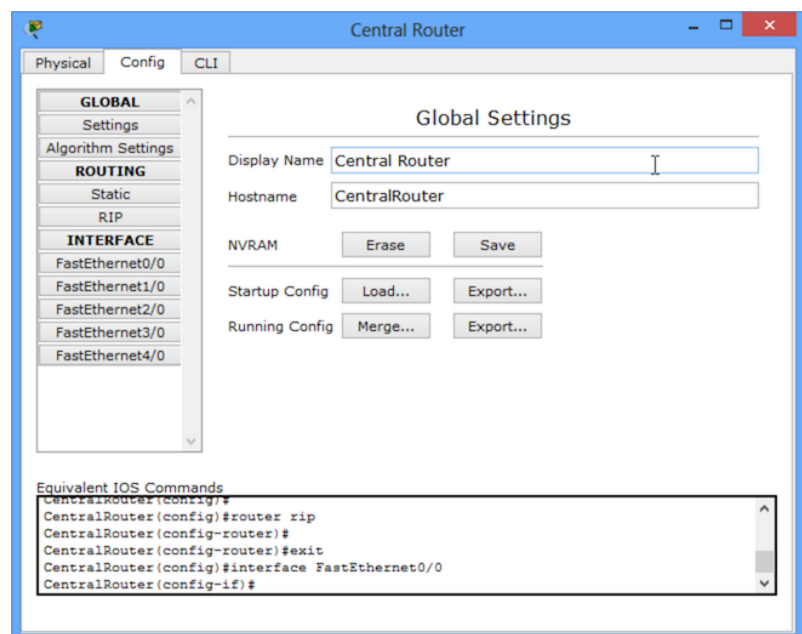 Central Router
Physical Config CLI
GLOBAL
Settings
Algorithm Settings
ROUTING
Static
RIP
INTERFACE
FastEthernet0/0
FastEthernet1/0
FastEthernet2/0
FastEthernet3/0
FastEthernet4/0
Global Settings
Display Name Central Router
Hostname CentralRouter
NVRAM Erase Save
Startup Config Load... Export...
Running Config Merge... Export...
Equivalent IOS Commands
CentralRouter(config)#
CentralRouter(config)#router rip
CentralRouter(config-router)#
CentralRouter(config-router)#exit
CentralRouter(config)#interface FastEthernet0/0
CentralRouter(config-if)#